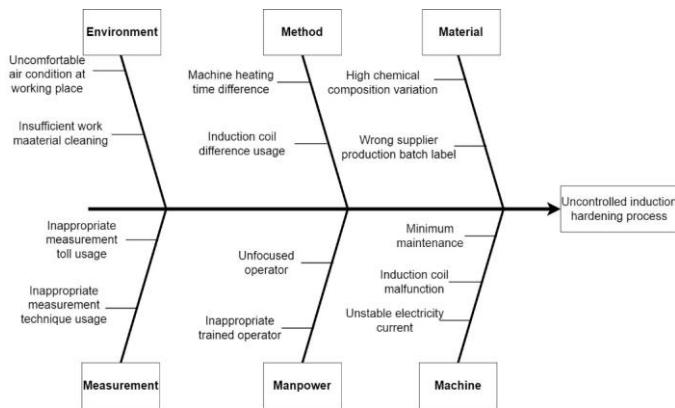 Environment
Method
Material
Uncomfortable
air condition at
working place
Machine heating
time difference
High chemical
composition variation
Insufficient work
maaterial cleaning
Induction coil
difference usage
Wrong supplier
production batch label
Uncontrolled induction
hardening process
Inappropriate
measurement
toll usage
Unfocused
operator
Minimum
maintenance
Induction coil
malfunction
Inappropriate
measurement
technique usage
Inappropriate
trained operator
Unstable electricity
current
Measurement
Manpower
Machine